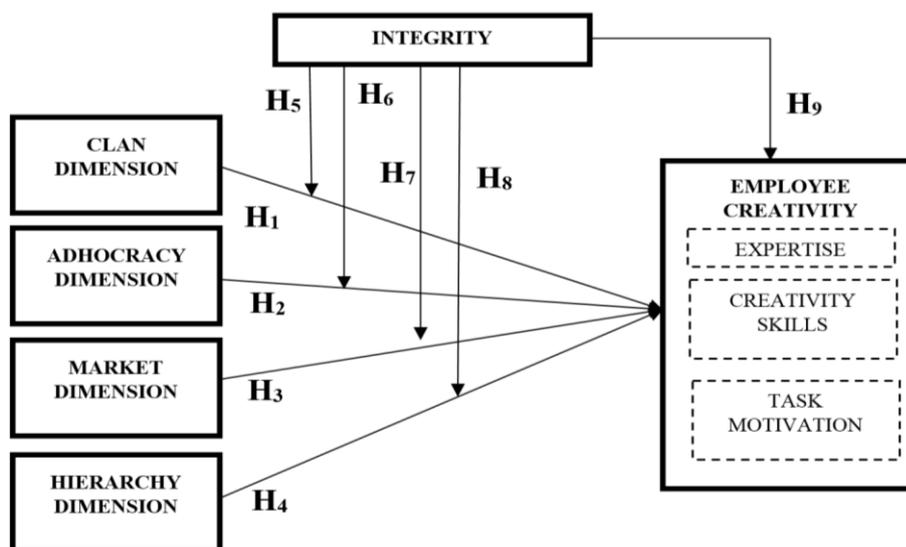 INTEGRITY
H5
H6
H9
CLAN
DIMENSION
H7
H8
EMPLOYEE
CREATIVITY
H1
EXPERTISE
ADHOCRACY
DIMENSION
H2
CREATIVITY
SKILLS
MARKET
DIMENSION
H3
TASK
MOTIVATION
HIERARCHY
DIMENSION
H4